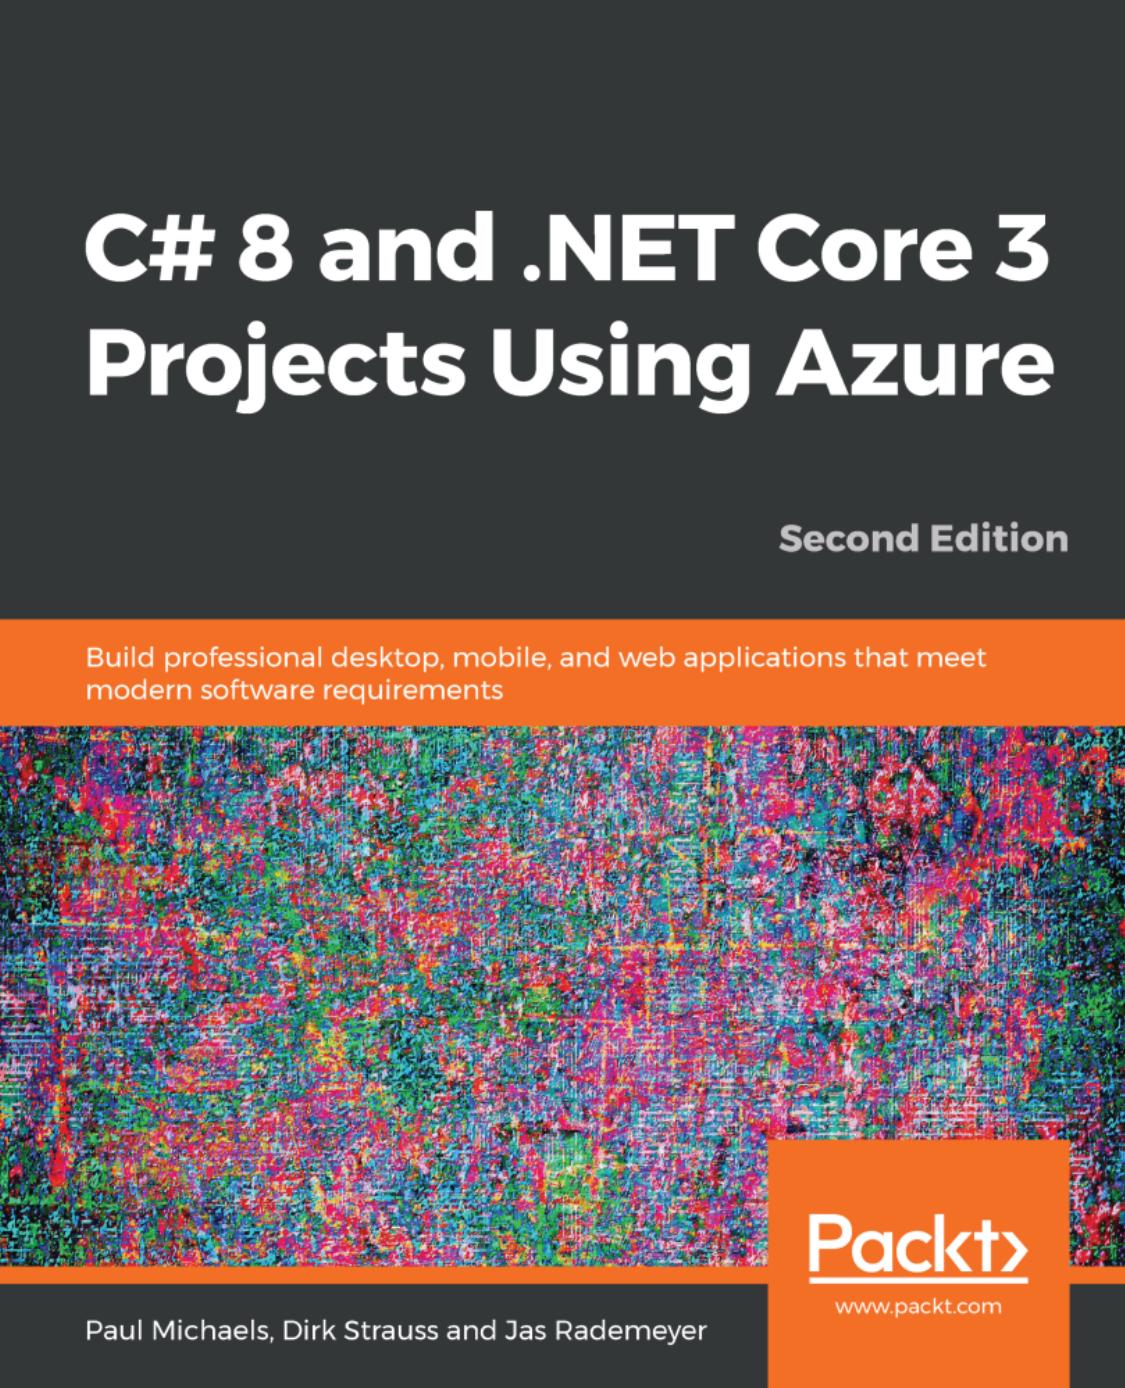 C# 8 and .NET Core 3
Projects Using Azure
Second Edition
Build professional desktop, mobile, and web applications that meet
modern software requirements
Packt>
www.packt.com
Paul Michaels, Dirk Strauss and Jas Rademeyer